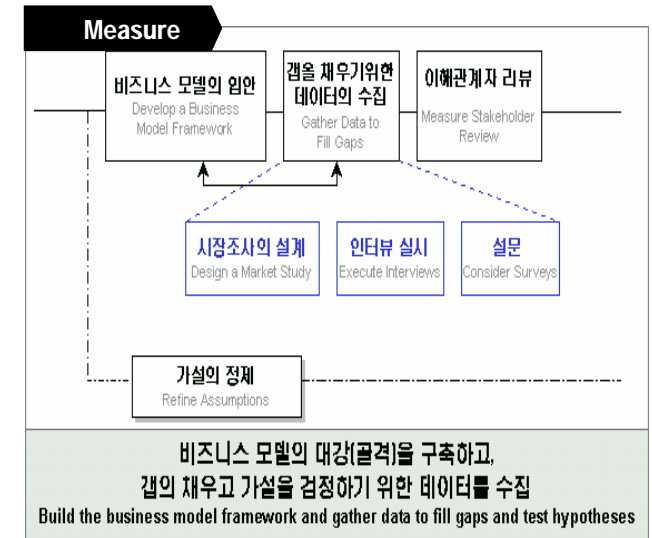 Measure
비즈니스 모델의 입안
Develop a Business
Model Framework
갭올 채우기위한
데이터의 수집
Gather Data to
Fill Gaps
이해관계자 리뷰
Measure Stakeholder
Review
시장조사의 설계
Design a Market Study
인터뷰 실시
Execute Interviews
설문
Consider Surveys
가설의 정제
Refine Assumptions
비즈니스 모델의 대강(골격)을 구축하고,
갭의 채우고 가설을 검정하기 위한 데이터를 수집
Build the business model framework and gather data to fill gaps and test hypotheses